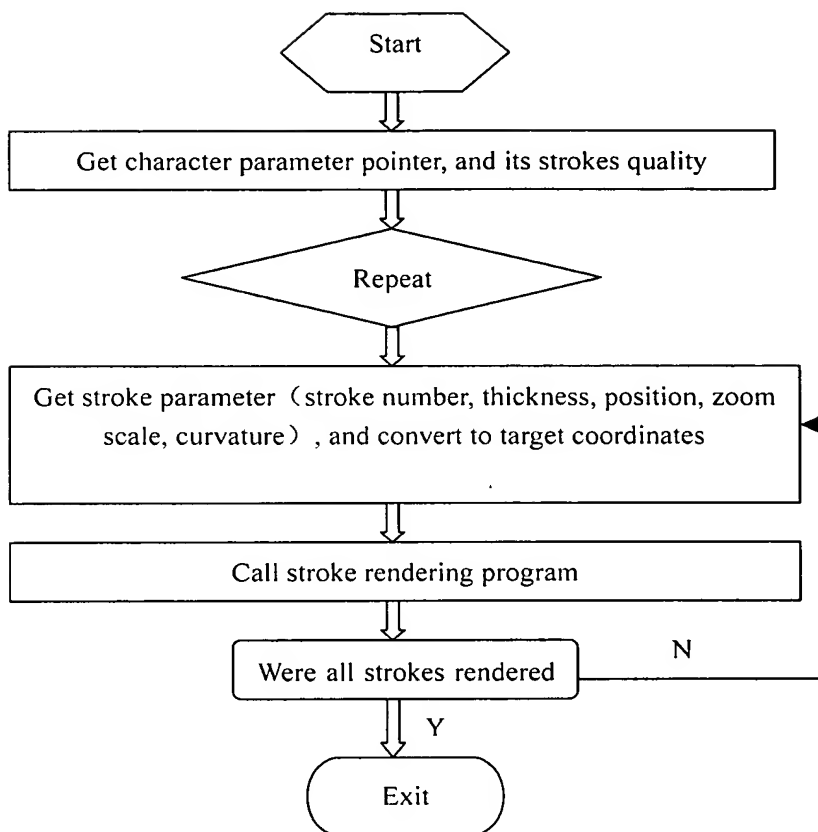 Start
Get character parameter pointer, and its strokes quality
Repeat
Get stroke parameter（stroke number, thickness, position, zoom
scale, curvature）, and convert to target coordinates
Call stroke rendering program
Were all strokes rendered
N
Y
Exit